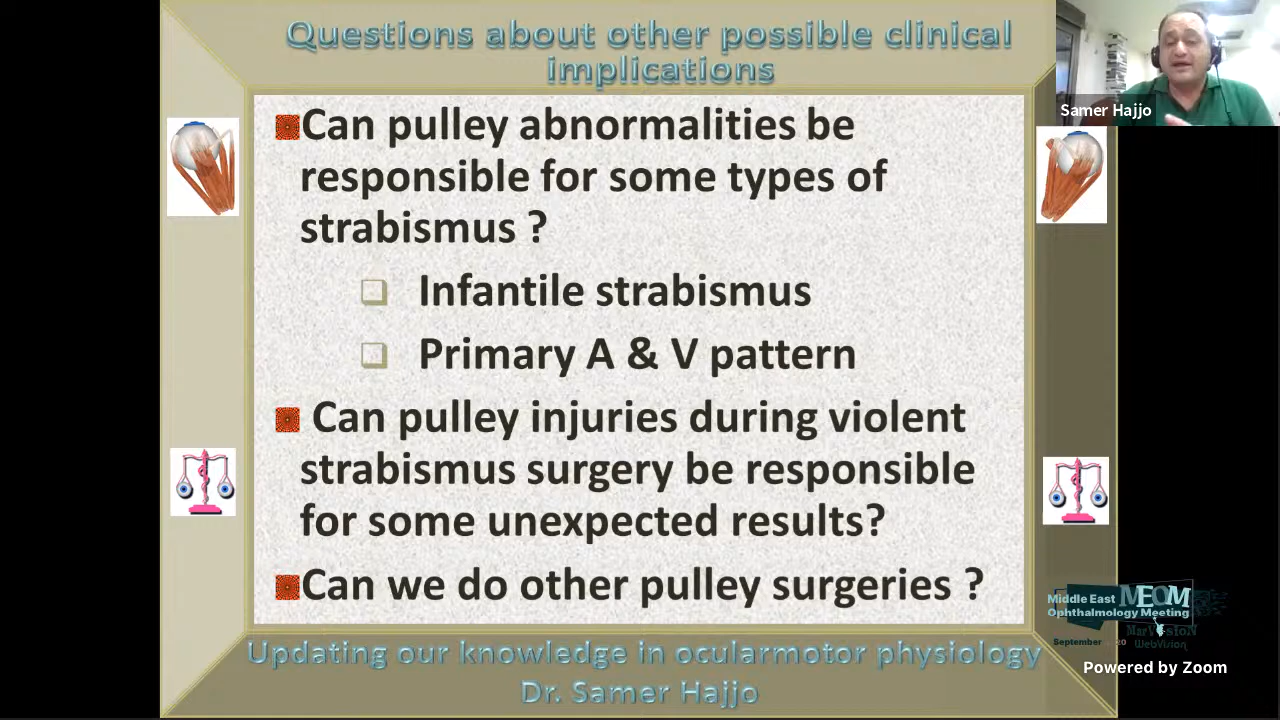 Questions about other possible clinical
implications
Can pulley abnormalities be
responsible for some types of
strabismus ?
Infantile strabismus
Primary A & V pattern
Can pulley injuries during violent
strabismus surgery be responsible
for some unexpected results?
Can we do other pulley surgeries ?
Updating our knowledge in ocularmotor physiology
Dr. Samer Hajjo
Samer Hajjo
Middle East MEOM
Ophthalmology Meeting
MarVision
September
WebVision
Powered by Zoom